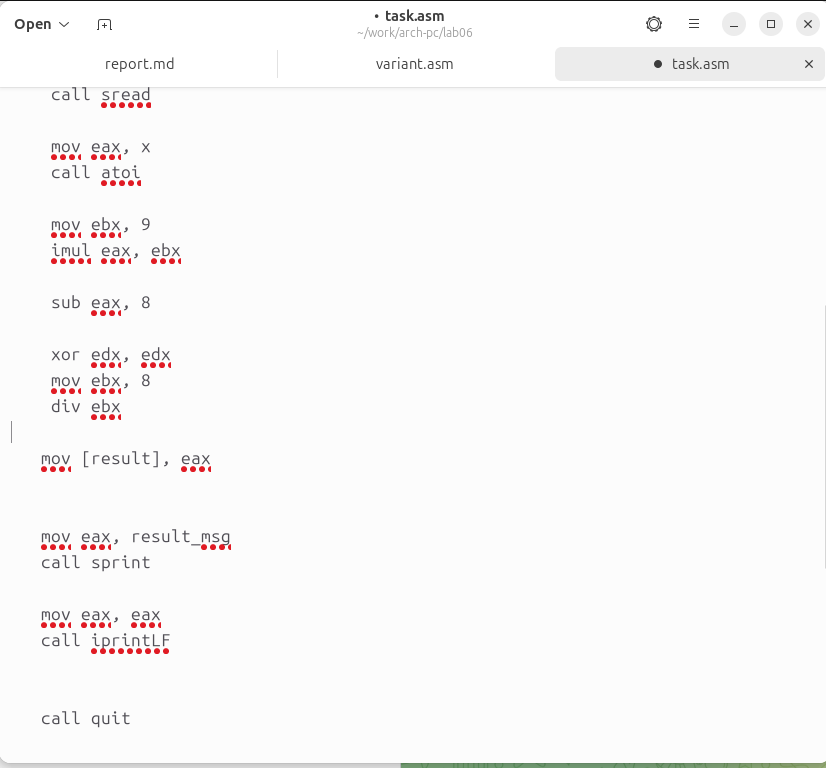 Open
• task.asm
~/work/arch-pc/lab06
report.md
variant.asm
● task.asm
call sread
mov eax, x
call atoi
mov ebx, 9
imul eax, ebx
sub eax, 8
xor edx, edx
mov ebx, 8
div ebx
mov [result], eax
mov eax, result_msg
call sprint
mov eax, eax
call iprintLF
call quit